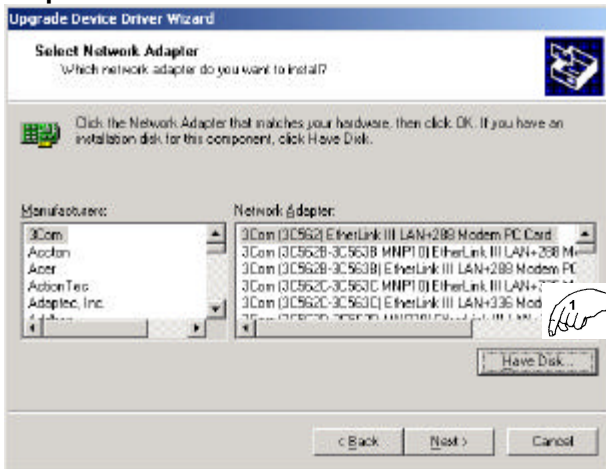 Upgrade Device Driver Wizard
Select Network Adapter
Which network adapter do you want to install?
Click the Network Adapter that matches your hardware, then click OK. If you have an
installation disk for this component, click Have Disk.
Manufacturers:
3Com
Accton
Acer
ActionTec
Adaptec, Inc.
Network Adapter:
3Com (3C562) EtherLink III LAN+288 Modem PC Card
3Com (3C562B-3C563B MNP10) EtherLink III LAN+288 M
3Com (3C562B-3C563B) EtherLink III LAN+288 Modem PC
3Com (3C562C-3C563C MNP10) EtherLink III LAN+
3Com (3C562C-3C563C) EtherLink III LAN+336 Mod
1
Have Disk...
< Back
Next >
Cancel